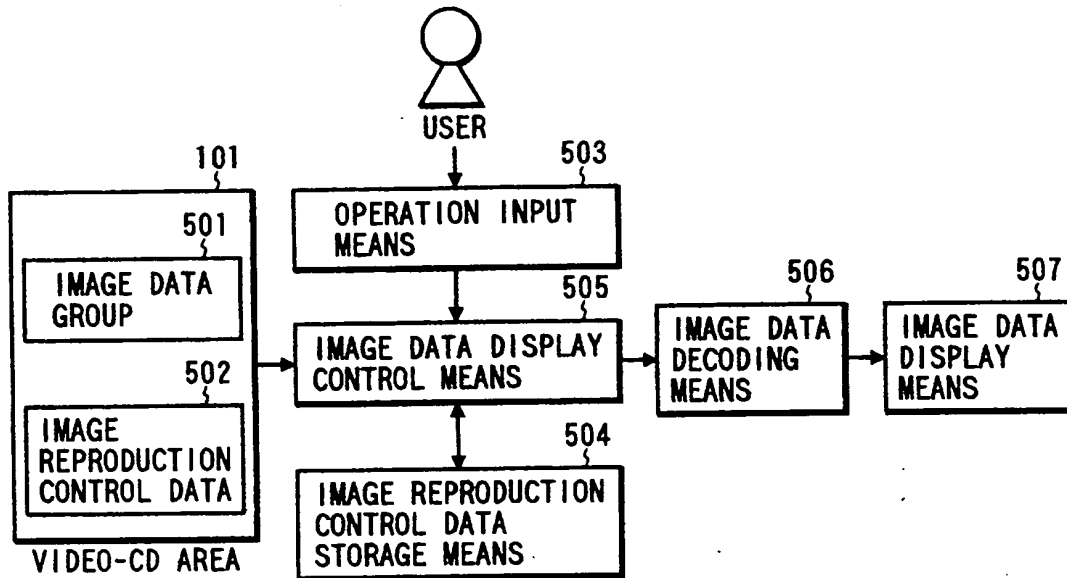 USER
503
OPERATION INPUT
MEANS
101
501
IMAGE DATA
GROUP
502
IMAGE
REPRODUCTION
CONTROL DATA
VIDEO-CD AREA
505
IMAGE DATA DISPLAY
CONTROL MEANS
504
IMAGE REPRODUCTION
CONTROL DATA
STORAGE MEANS
506
IMAGE DATA
DECODING
MEANS
507
IMAGE DATA
DISPLAY
MEANS